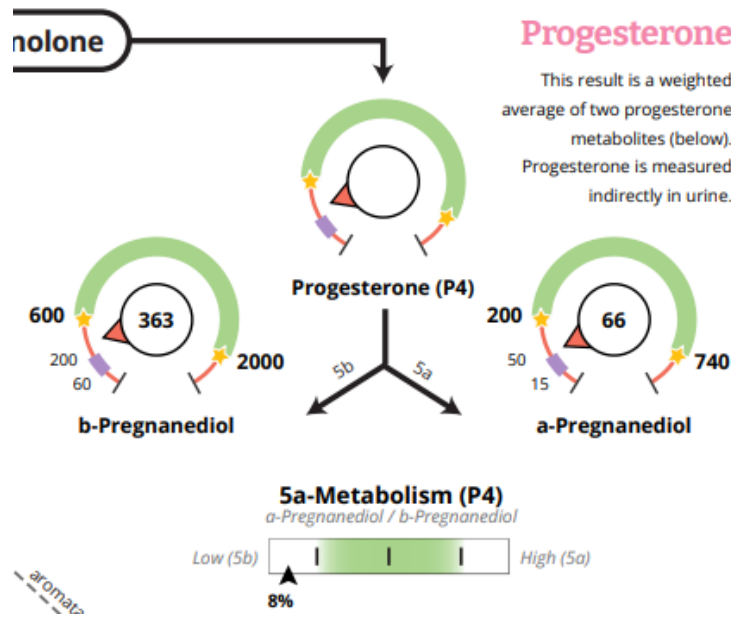 nolone
Progesterone
This result is a weighted
average of two progesterone
metabolites (below).
Progesterone is measured
indirectly in urine.
Progesterone (P4)
600
363
200
60
2000
b-Pregnanediol
5b
5a
200
66
50
15
740
a-Pregnanediol
5a-Metabolism (P4)
a-Pregnanediol / b-Pregnanediol
Low (5b)
High (5a)
8%
aromata